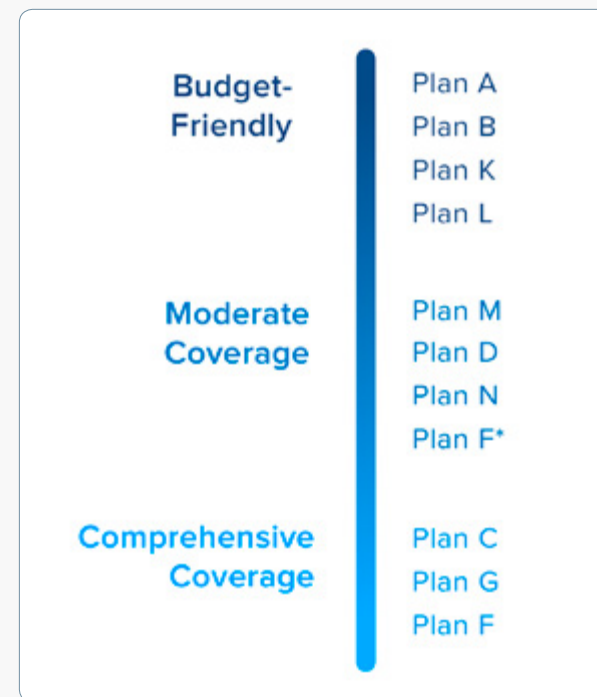 Budget-
Friendly
Plan A
Plan B
Plan K
Plan L
Moderate
Coverage
Plan M
Plan D
Plan N
Plan F*
Comprehensive
Coverage
Plan C
Plan G
Plan F